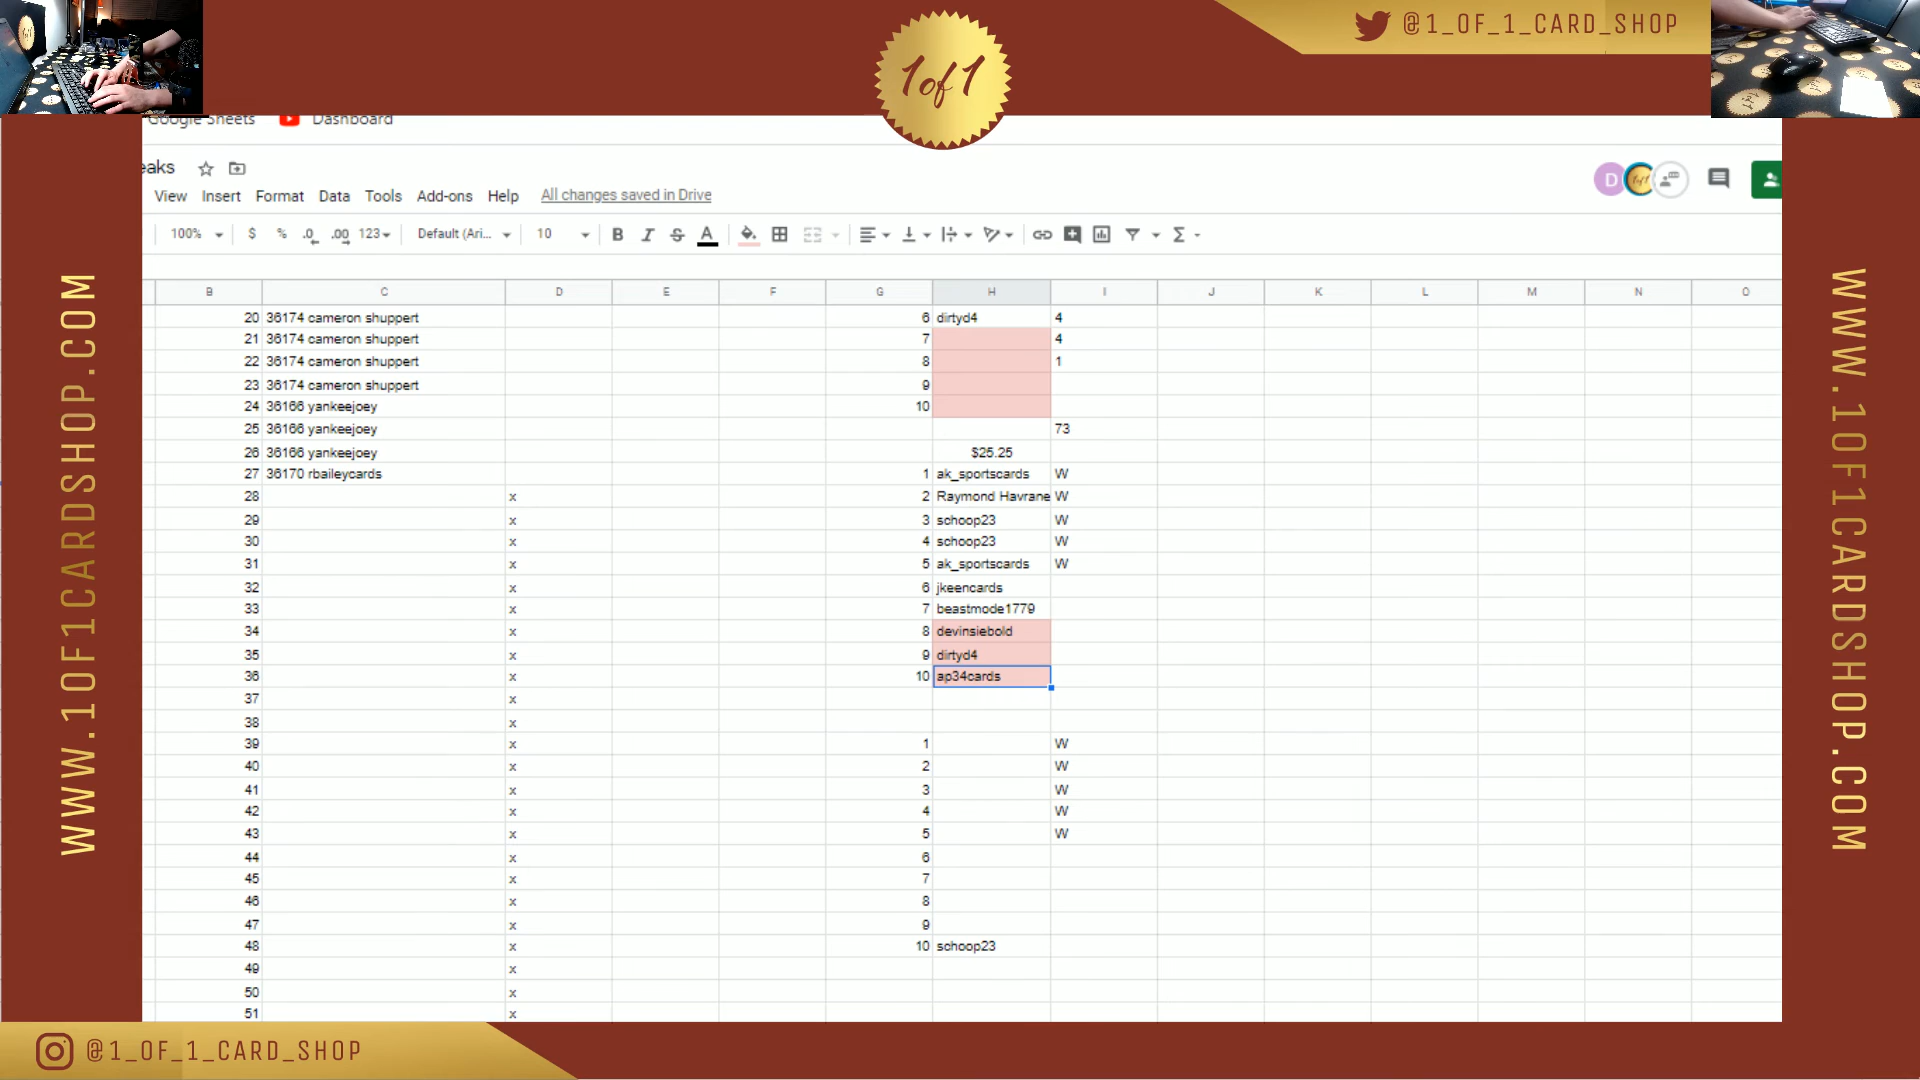 1of1
@1_OF_1_CARD_SHOP
Google Sheets Dashboard
eaks
View Insert Format Data Tools Add-ons Help All changes saved in Drive
D 1of1
100% $ % .0 .00 123 Default (Ari... 10 B I S A Σ
B C D E F G H I J K L M N O
20 36174 cameron shuppert 6 dirtyd4 4
21 36174 cameron shuppert 7 4
22 36174 cameron shuppert 8 1
23 36174 cameron shuppert 9
24 36166 yankeejoey 10
25 36166 yankeejoey 73
26 36166 yankeejoey $25.25
27 36170 rbaileycards 1 ak_sportscards W
28 x 2 Raymond Havrane W
29 x 3 schoop23 W
30 x 4 schoop23 W
31 x 5 ak_sportscards W
32 x 6 jkeencards
33 x 7 beastmode1779
34 x 8 devinsiebold
35 x 9 dirtyd4
36 x 10 ap34cards
37 x
38 x
39 x 1 W
40 x 2 W
41 x 3 W
42 x 4 W
43 x 5 W
44 x 6
45 x 7
46 x 8
47 x 9
48 x 10 schoop23
49 x
50 x
51 x
WWW.1OF1CARDSHOP.COM
WWW.1OF1CARDSHOP.COM
@1_OF_1_CARD_SHOP